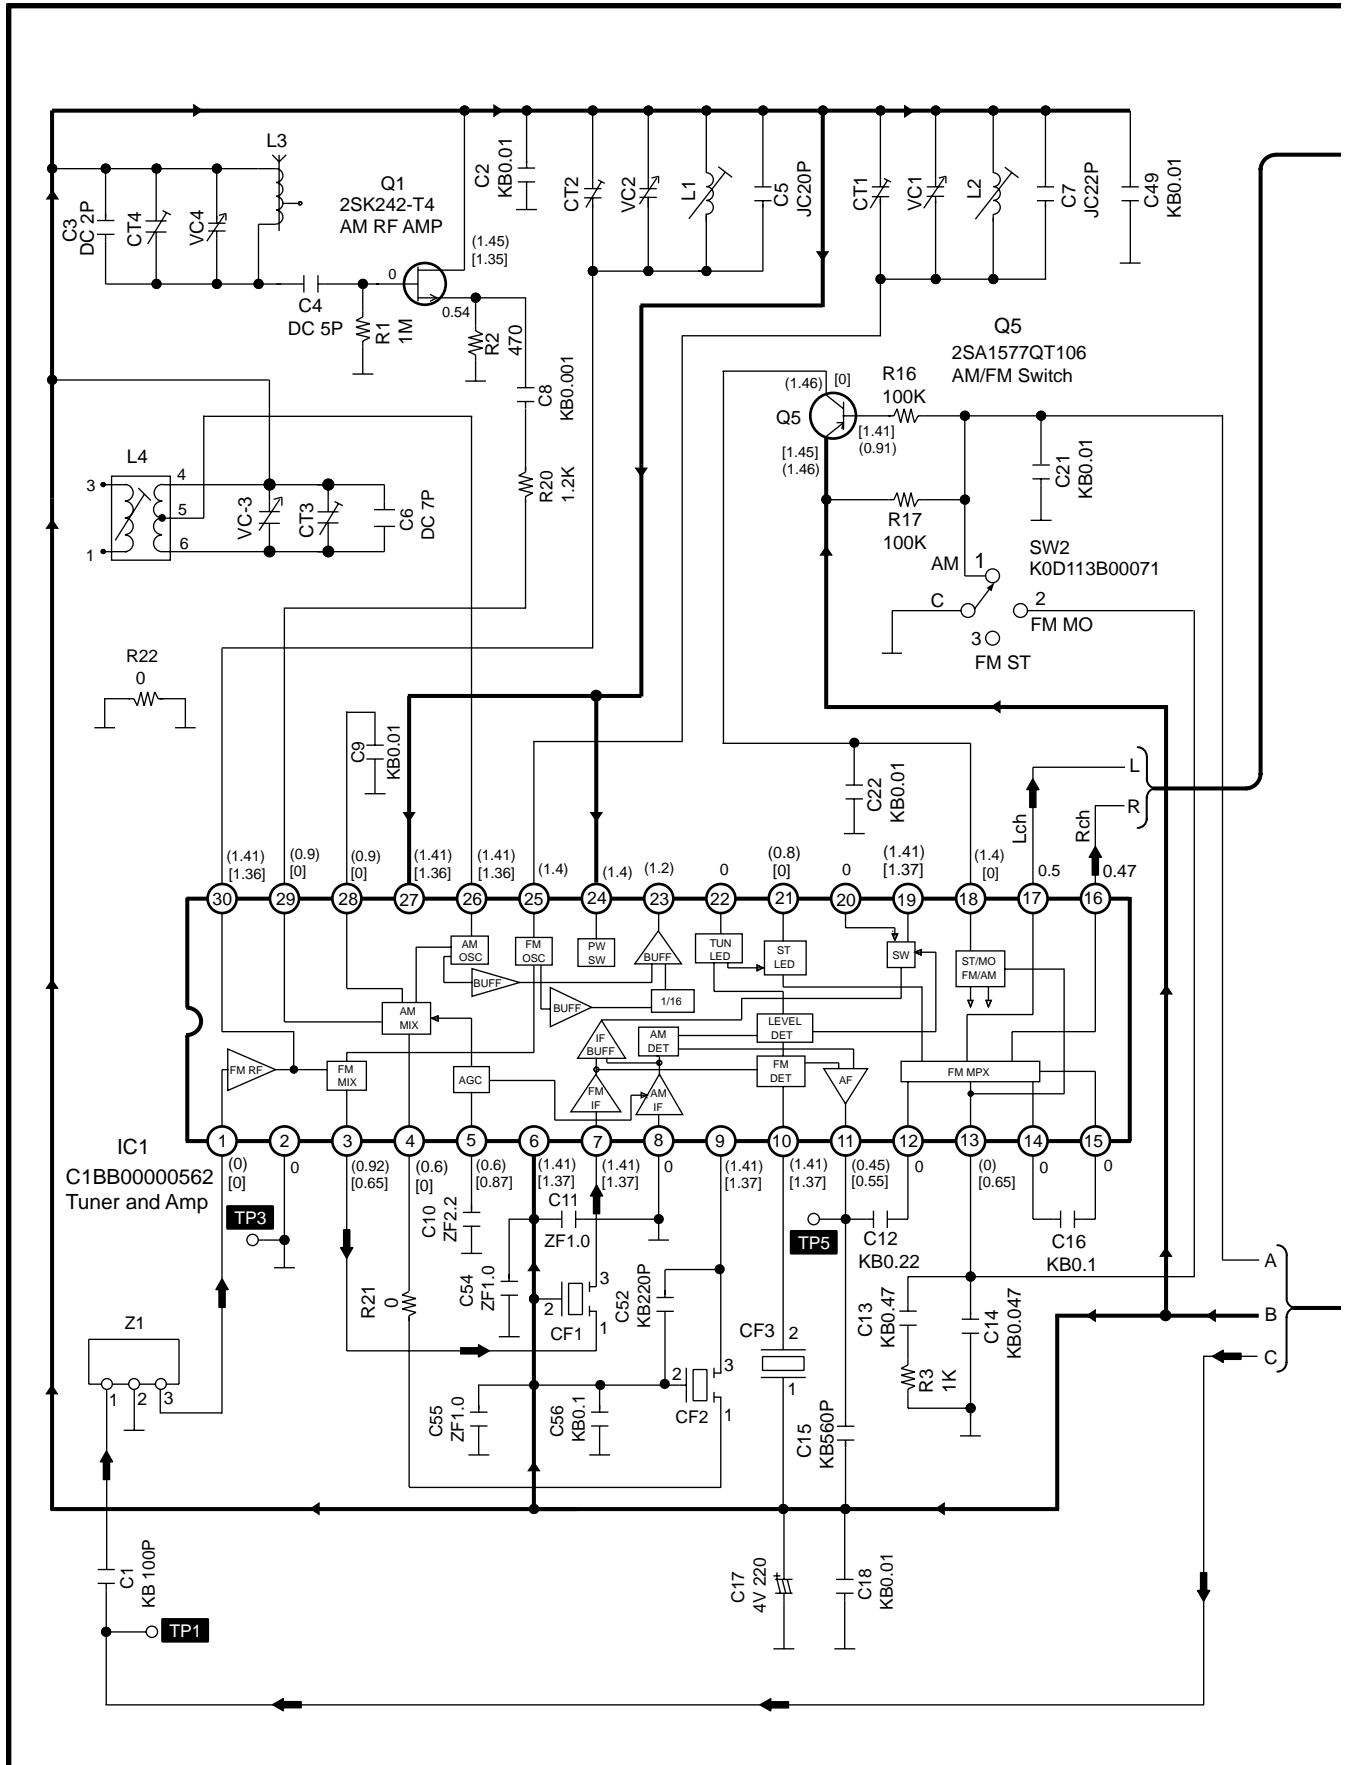 L3
Q1
2SK242-T4
AM RF AMP
C3
DC 2P
CT4
VC4
C4
DC 5P
R1
1M
0
(1.45)
[1.35]
0.54
R2
470
C2
KB0.01
CT2
VC2
L1
C5
JC20P
CT1
VC1
L2
C7
JC22P
C49
KB0.01
C8
KB0.001
R20
1.2K
Q5
2SA1577QT106
AM/FM Switch
(1.46)
[0]
Q5
R16
100K
[1.41]
(0.91)
[1.45]
(1.46)
R17
100K
C21
KB0.01
SW2
K0D113B00071
AM
1
C
2
FM MO
3
FM ST
L4
3
1
4
5
6
VC-3
CT3
C6
DC 7P
R22
0
C9
KB0.01
C22
KB0.01
Lch
Rch
L
R
(1.41)
[1.36]
(0.9)
[0]
(0.9)
[0]
(1.41)
[1.36]
(1.41)
[1.36]
(1.4)
(1.4)
(1.2)
0
(0.8)
[0]
0
(1.41)
[1.37]
(1.4)
[0]
0.5
0.47
30
29
28
27
26
25
24
23
22
21
20
19
18
17
16
AM
OSC
FM
OSC
PW
SW
BUFF
TUN
LED
ST
LED
SW
ST/MO
FM/AM
BUFF
BUFF
1/16
AM
MIX
IF
BUFF
AM
DET
LEVEL
DET
FM RF
FM
MIX
AGC
FM
IF
AM
IF
FM
DET
AF
FM MPX
1
2
3
4
5
6
7
8
9
10
11
12
13
14
15
IC1
C1BB00000562
Tuner and Amp
(0)
[0]
0
(0.92)
[0.65]
(0.6)
[0]
(0.6)
[0.87]
(1.41)
[1.37]
(1.41)
[1.37]
0
(1.41)
[1.37]
(1.41)
[1.37]
(0.45)
[0.55]
0
(0)
[0.65]
0
0
TP3
C10
ZF2.2
C11
ZF1.0
TP5
C12
KB0.22
C16
KB0.1
R21
0
C54
ZF1.0
2
3
1
CF1
C52
KB220P
CF3
2
1
C13
KB0.47
C14
KB0.047
R3
1K
A
B
C
Z1
1
2
3
C55
ZF1.0
C56
KB0.1
2
3
1
CF2
C15
KB560P
C1
KB 100P
TP1
C17
4V 220
+
C18
KB0.01